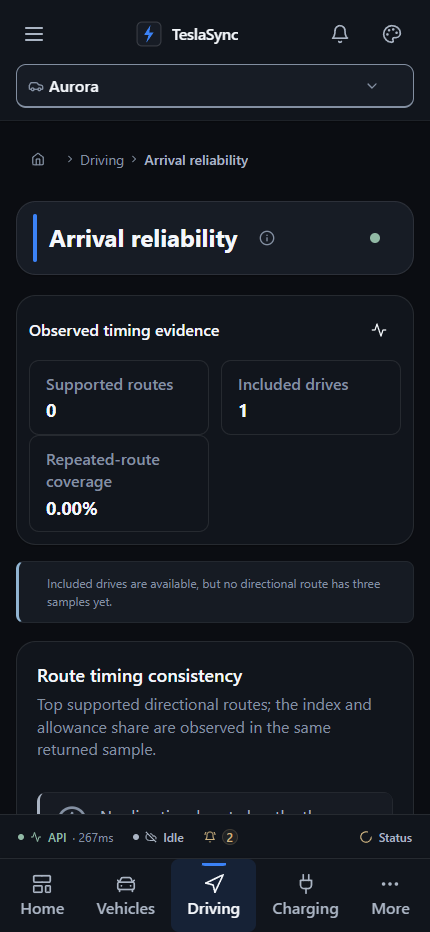 TeslaSync
Aurora
Driving > Arrival reliability
Arrival reliability
Observed timing evidence
Supported routes
0
Included drives
1
Repeated-route
coverage
0.00%
Included drives are available, but no directional route has three
samples yet.
Route timing consistency
Top supported directional routes; the index and
allowance share are observed in the same
returned sample.
API · 267ms
Idle
2
Status
Home
Vehicles
Driving
Charging
More